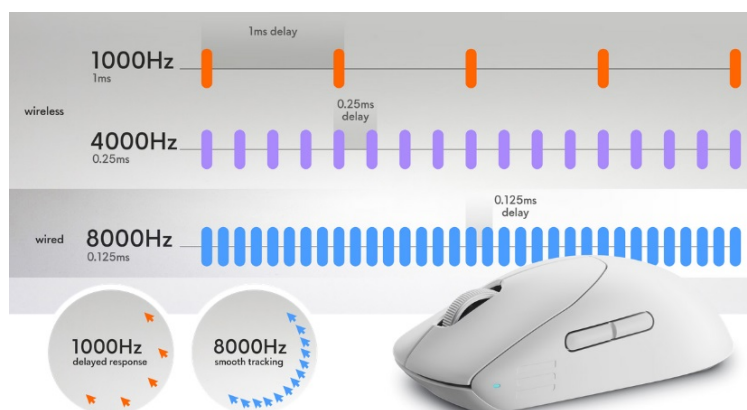 1ms delay
1000Hz
1ms
wireless
0.25ms
delay
4000Hz
0.25ms
0.125ms
delay
wired
8000Hz
0.125ms
1000Hz
delayed response
8000Hz
smooth tracking